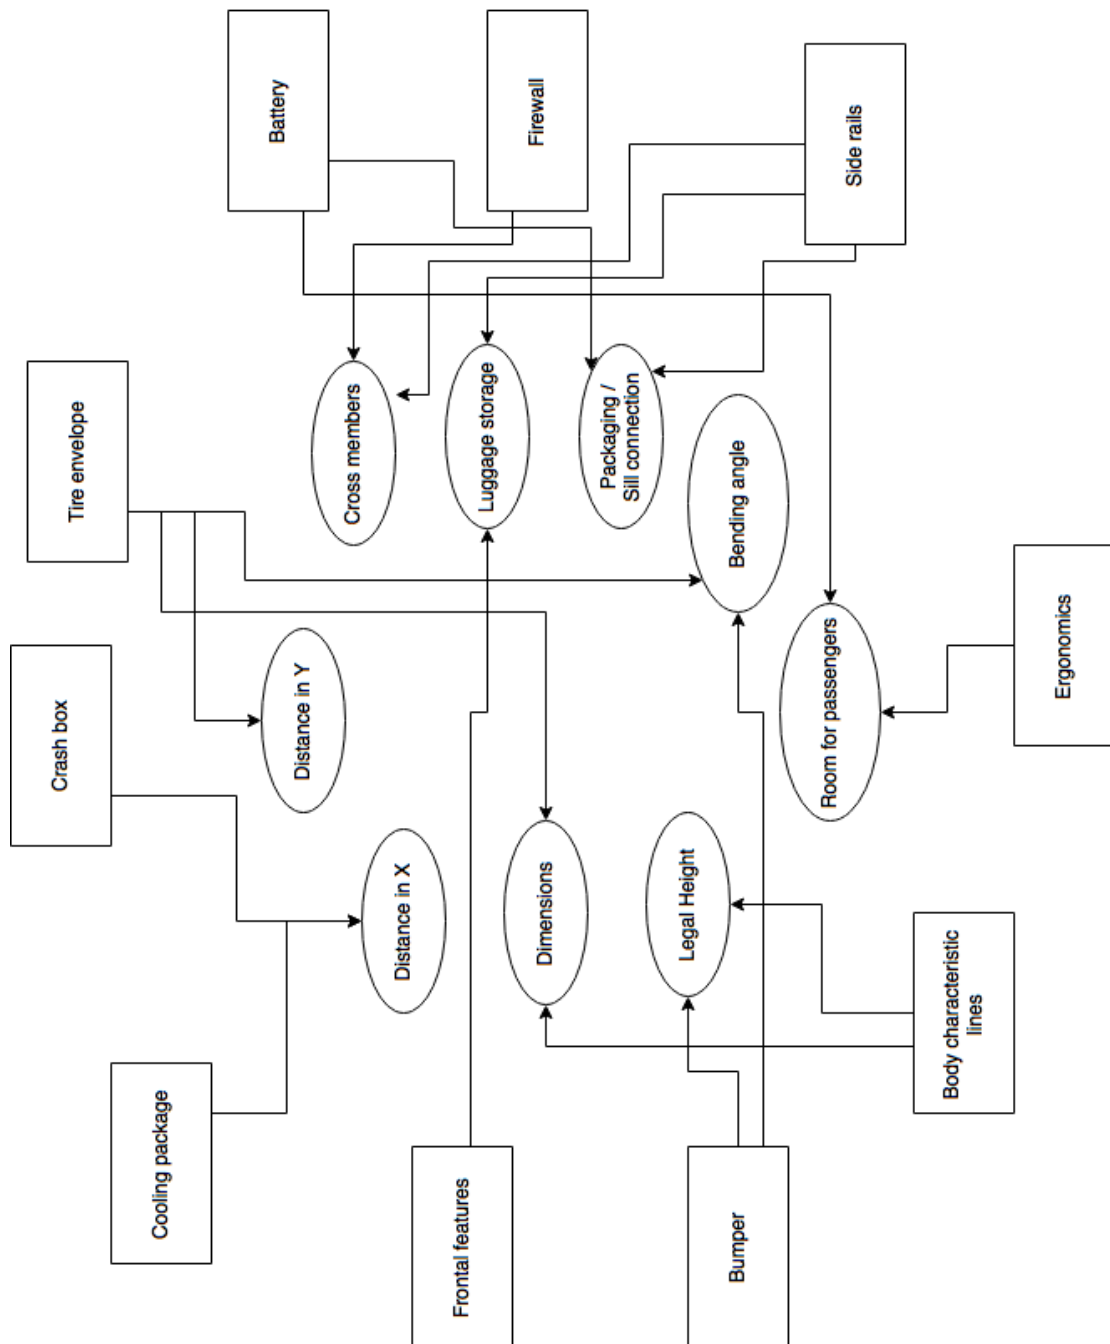 Battery
Firewall
Side rails
Tire envelope
Cross members
Luggage storage
Packaging /
Sill connection
Bending angle
Crash box
Distance in Y
Room for passengers
Ergonomics
Distance in X
Dimensions
Legal Height
Cooling package
Body characteristic
lines
Frontal features
Bumper